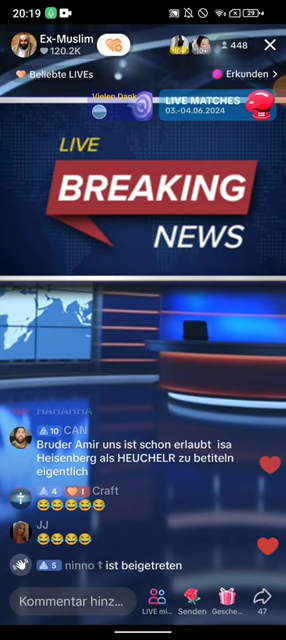 20:19
29
Ex-Muslim
120.2K
448
Beliebte LIVEs
Erkunden >
Vielen Dank
LIVE MATCHES
03.-04.06.2024
LIVE
BREAKING
NEWS
HAHAHHA
10 CAN
Bruder Amir uns ist schon erlaubt isa
Heisenberg als HEUCHELR zu betiteln
eigentlich
4 I Craft
JJ
5 ninno ist beigetreten
Kommentar hinz...
LIVE mi...
Senden
Gesche...
47